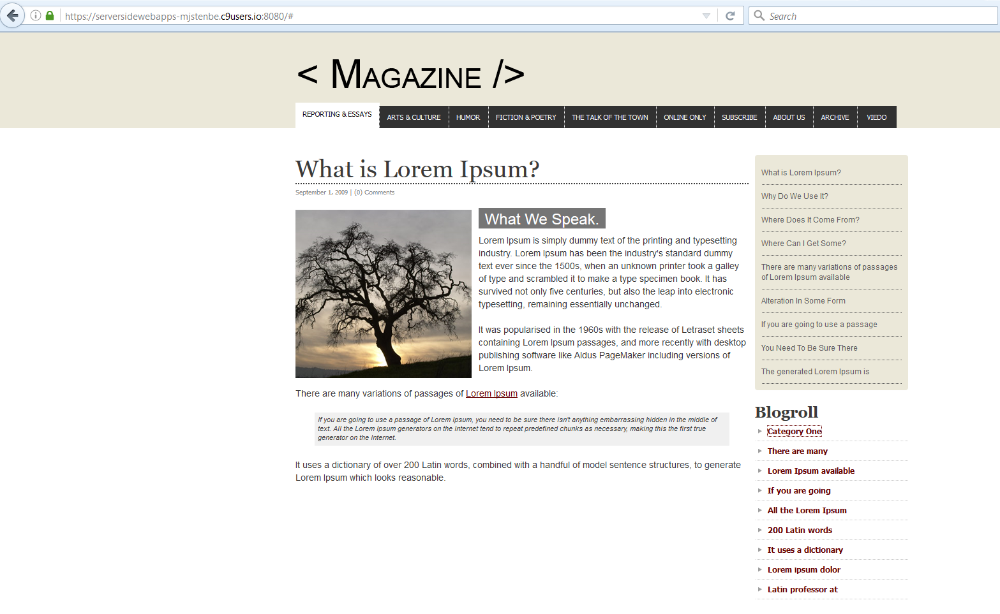 https://serversidewebapps-mjstenbe.c9users.io:8080/#
Search
< Magazine />
REPORTING & ESSAYS
ARTS & CULTURE
HUMOR
FICTION & POETRY
THE TALK OF THE TOWN
ONLINE ONLY
SUBSCRIBE
ABOUT US
ARCHIVE
VIEDO
What is Lorem Ipsum?
September 1, 2009 | (0) Comments
What We Speak.
Lorem Ipsum is simply dummy text of the printing and typesetting
industry. Lorem Ipsum has been the industry's standard dummy
text ever since the 1500s, when an unknown printer took a galley
of type and scrambled it to make a type specimen book. It has
survived not only five centuries, but also the leap into electronic
typesetting, remaining essentially unchanged.
It was popularised in the 1960s with the release of Letraset sheets
containing Lorem Ipsum passages, and more recently with desktop
publishing software like Aldus PageMaker including versions of
Lorem Ipsum.
There are many variations of passages of Lorem Ipsum available:
If you are going to use a passage of Lorem Ipsum, you need to be sure there isn't anything embarrassing hidden in the middle of
text. All the Lorem Ipsum generators on the Internet tend to repeat predefined chunks as necessary, making this the first true
generator on the Internet.
It uses a dictionary of over 200 Latin words, combined with a handful of model sentence structures, to generate
Lorem Ipsum which looks reasonable.
What is Lorem Ipsum?
Why Do We Use It?
Where Does It Come From?
Where Can I Get Some?
There are many variations of passages
of Lorem Ipsum available
Alteration In Some Form
If you are going to use a passage
You Need To Be Sure There
The generated Lorem Ipsum is
Blogroll
Category One
There are many
Lorem Ipsum available
If you are going
All the Lorem Ipsum
200 Latin words
It uses a dictionary
Lorem ipsum dolor
Latin professor at